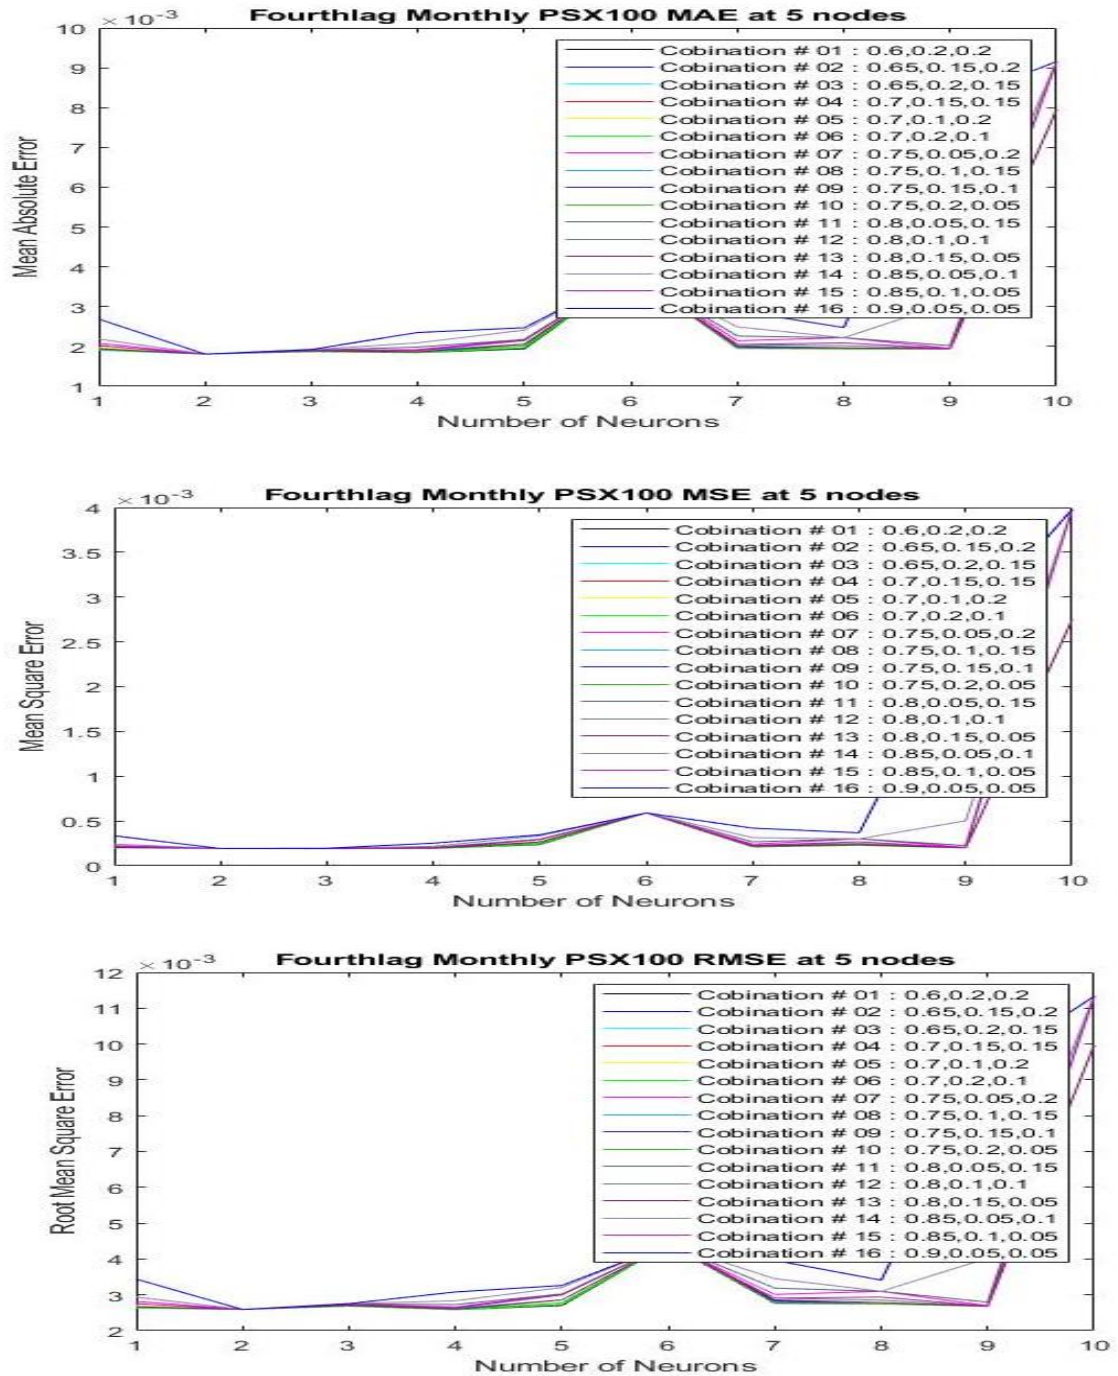 × 10-3
Fourthlag Monthly PSX100 MAE at 5 nodes
10
9
8
7
6
5
4
3
2
1
Mean Absolute Error
Cobination # 01 : 0.6,0.2,0.2
Cobination # 02 : 0.65,0.15,0.2
Cobination # 03 : 0.65,0.2,0.15
Cobination # 04 : 0.7,0.15,0.15
Cobination # 05 : 0.7,0.1,0.2
Cobination # 06 : 0.7,0.2,0.1
Cobination # 07 : 0.75,0.05,0.2
Cobination # 08 : 0.75,0.1,0.15
Cobination # 09 : 0.75,0.15,0.1
Cobination # 10 : 0.75,0.2,0.05
Cobination # 11 : 0.8,0.05,0.15
Cobination # 12 : 0.8,0.1,0.1
Cobination # 13 : 0.8,0.15,0.05
Cobination # 14 : 0.85,0.05,0.1
Cobination # 15 : 0.85,0.1,0.05
Cobination # 16 : 0.9,0.05,0.05
1 2 3 4 5 6 7 8 9 10
Number of Neurons
× 10-3
Fourthlag Monthly PSX100 MSE at 5 nodes
4
3.5
3
2.5
2
1.5
1
0.5
0
Mean Square Error
Cobination # 01 : 0.6,0.2,0.2
Cobination # 02 : 0.65,0.15,0.2
Cobination # 03 : 0.65,0.2,0.15
Cobination # 04 : 0.7,0.15,0.15
Cobination # 05 : 0.7,0.1,0.2
Cobination # 06 : 0.7,0.2,0.1
Cobination # 07 : 0.75,0.05,0.2
Cobination # 08 : 0.75,0.1,0.15
Cobination # 09 : 0.75,0.15,0.1
Cobination # 10 : 0.75,0.2,0.05
Cobination # 11 : 0.8,0.05,0.15
Cobination # 12 : 0.8,0.1,0.1
Cobination # 13 : 0.8,0.15,0.05
Cobination # 14 : 0.85,0.05,0.1
Cobination # 15 : 0.85,0.1,0.05
Cobination # 16 : 0.9,0.05,0.05
1 2 3 4 5 6 7 8 9 10
Number of Neurons
× 10-3
Fourthlag Monthly PSX100 RMSE at 5 nodes
12
11
10
9
8
7
6
5
4
3
2
Root Mean Square Error
Cobination # 01 : 0.6,0.2,0.2
Cobination # 02 : 0.65,0.15,0.2
Cobination # 03 : 0.65,0.2,0.15
Cobination # 04 : 0.7,0.15,0.15
Cobination # 05 : 0.7,0.1,0.2
Cobination # 06 : 0.7,0.2,0.1
Cobination # 07 : 0.75,0.05,0.2
Cobination # 08 : 0.75,0.1,0.15
Cobination # 09 : 0.75,0.15,0.1
Cobination # 10 : 0.75,0.2,0.05
Cobination # 11 : 0.8,0.05,0.15
Cobination # 12 : 0.8,0.1,0.1
Cobination # 13 : 0.8,0.15,0.05
Cobination # 14 : 0.85,0.05,0.1
Cobination # 15 : 0.85,0.1,0.05
Cobination # 16 : 0.9,0.05,0.05
1 2 3 4 5 6 7 8 9 10
Number of Neurons